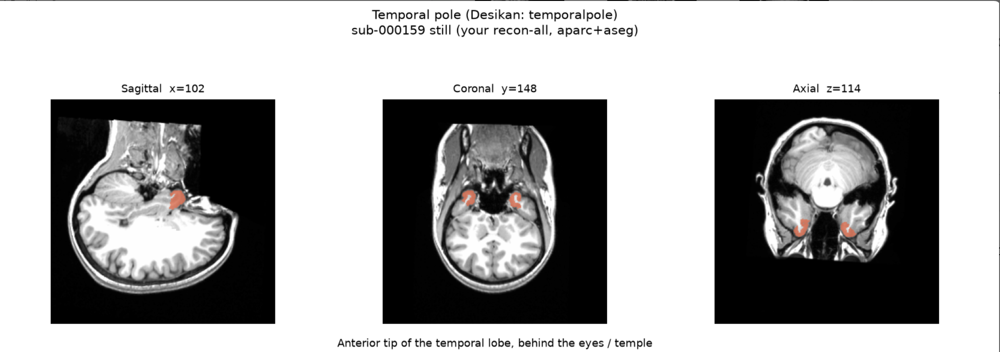 Temporal pole (Desikan: temporalpole)
sub-000159 still (your recon-all, aparc+aseg)
Sagittal  x=102
Coronal  y=148
Axial  z=114
Anterior tip of the temporal lobe, behind the eyes / temple